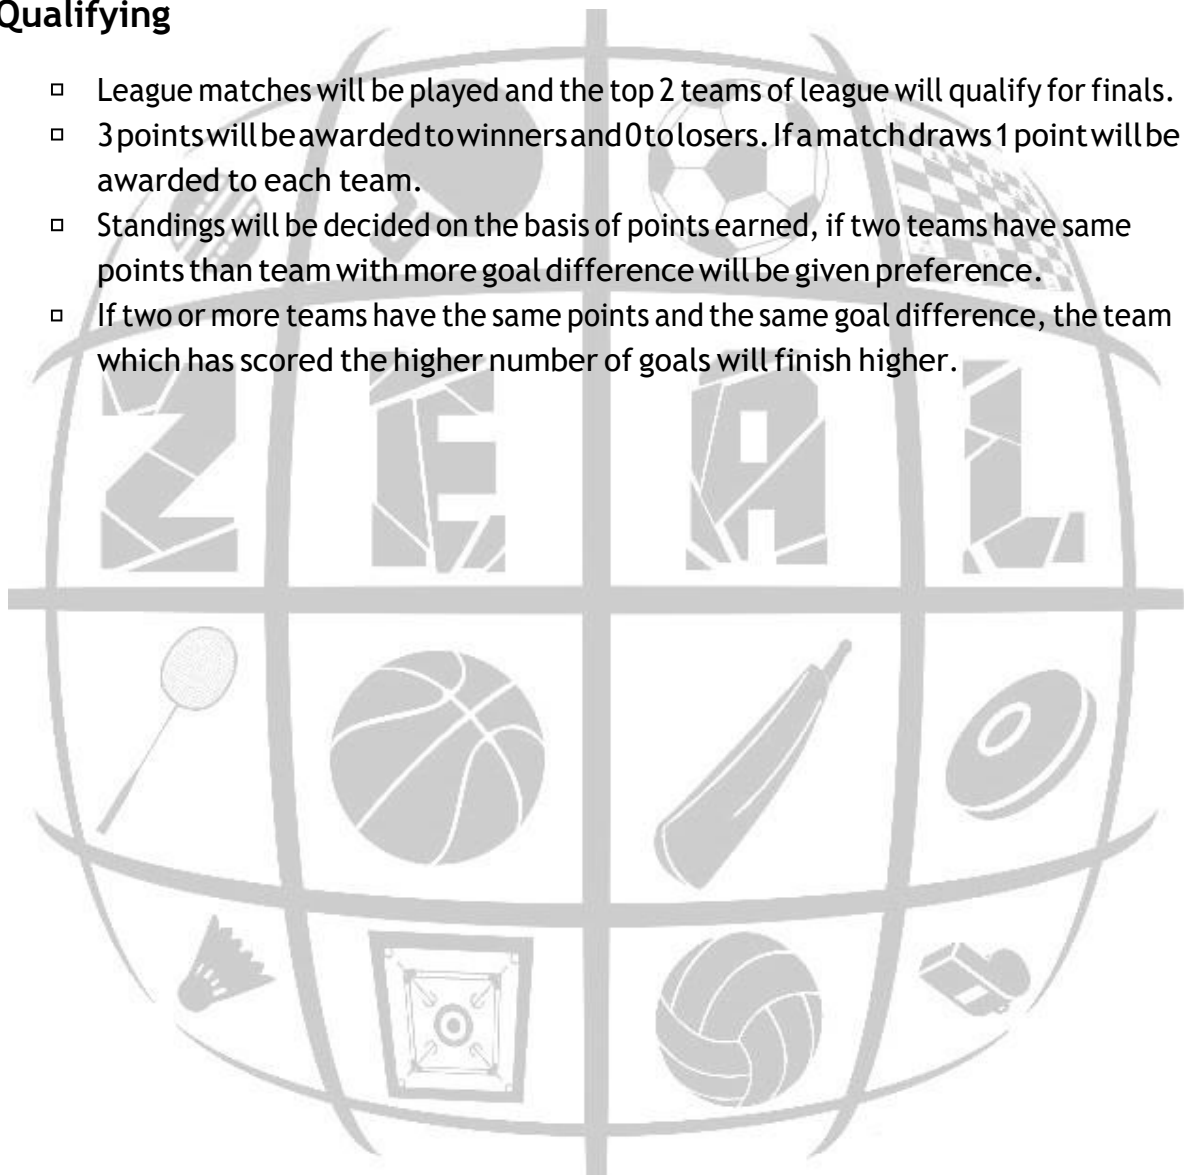 Qualifying
League matches will be played and the top 2 teams of league will qualify for finals.
3 points will be awarded to winners and 0 to losers. If a match draws 1 point will be
awarded to each team.
Standings will be decided on the basis of points earned, if two teams have same
points than team with more goal difference will be given preference.
If two or more teams have the same points and the same goal difference, the team
which has scored the higher number of goals will finish higher.
ZEAL